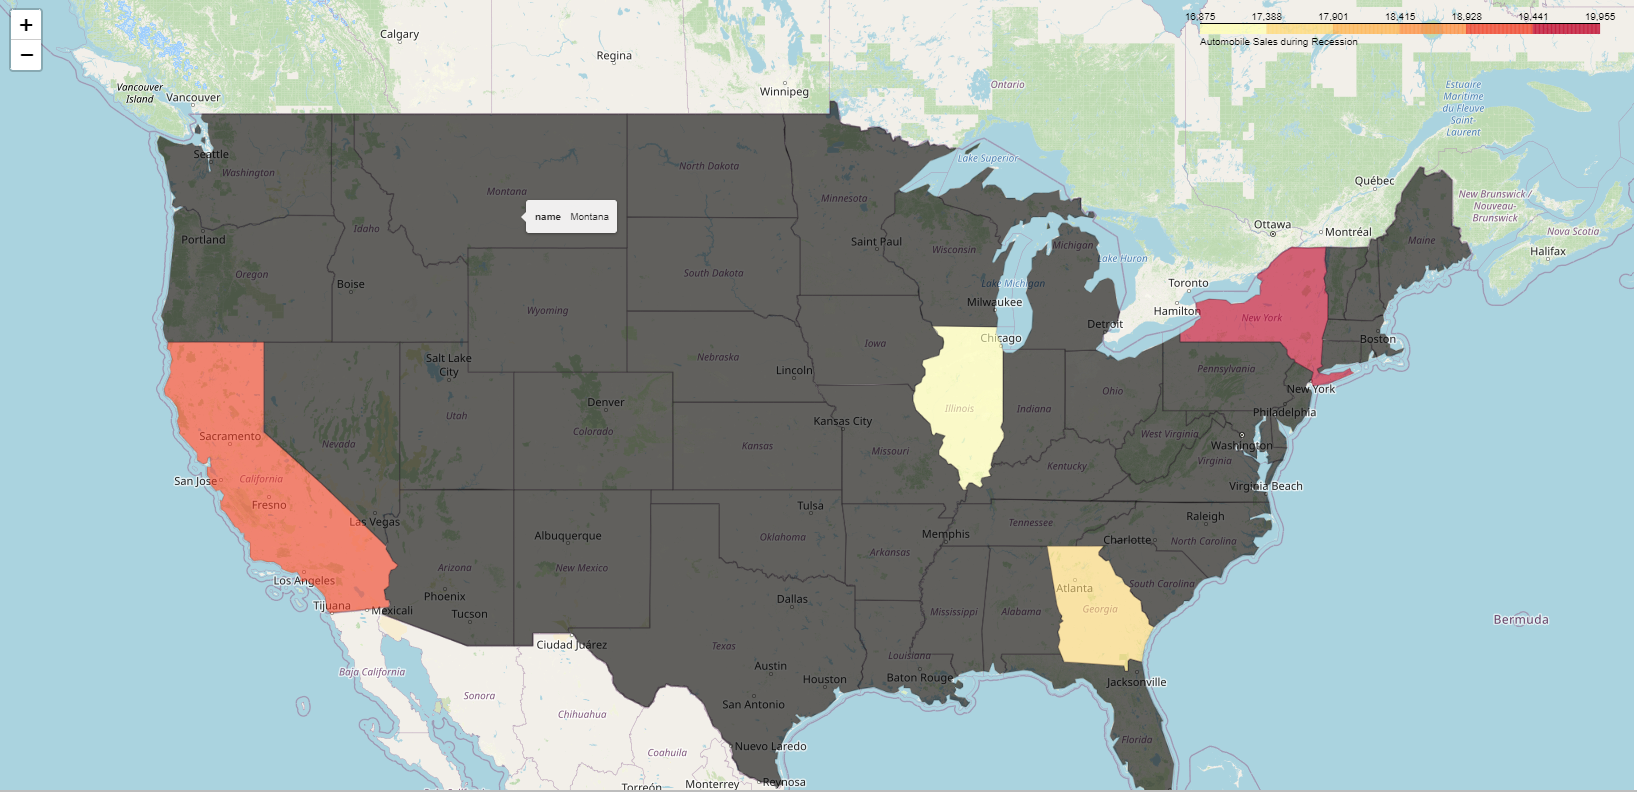 +
−
16,875 17,388 17,901 18,415 18,928 19,441 19,955
Automobile Sales during Recession
Calgary
Regina
Winnipeg
Ontario
Vancouver
Island
Vancouver
Estuaire
Maritime
du Fleuve
Saint-
Laurent
Seattle
Washington
North Dakota
Lake Superior
Québec
Montana
Minnesota
New Brunswick /
Nouveau-
Brunswick
name Montana
Idaho
Ottawa
Montréal
Nova Scotia
Portland
Saint Paul
Wisconsin
Michigan
Maine
Halifax
Lake Huron
Oregon
Boise
South Dakota
Lake Michigan
Toronto
Wyoming
Milwaukee
Hamilton
New York
Detroit
Chicago
Iowa
Boston
Salt Lake
City
Nebraska
Lincoln
Pennsylvania
New York
Ohio
Denver
Utah
Illinois
Indiana
Philadelphia
Kansas City
Colorado
Sacramento
Nevada
Kansas
Missouri
West Virginia
Washington
Virginia
Kentucky
San Jose
California
Virginia Beach
Fresno
Las Vegas
Tulsa
Raleigh
Tennessee
Albuquerque
Oklahoma
Memphis
Charlotte
North Carolina
Arkansas
Arizona
New Mexico
Los Angeles
Atlanta
South Carolina
Phoenix
Dallas
Tijuana
Mexicali
Tucson
Mississippi
Alabama
Georgia
Bermuda
Ciudad Juárez
Texas
Louisiana
Baja California
Austin
Houston
Baton Rouge
Jacksonville
Sonora
San Antonio
Chihuahua
Florida
Coahuila
Nuevo Laredo
Torreón
Monterrey
Reynosa